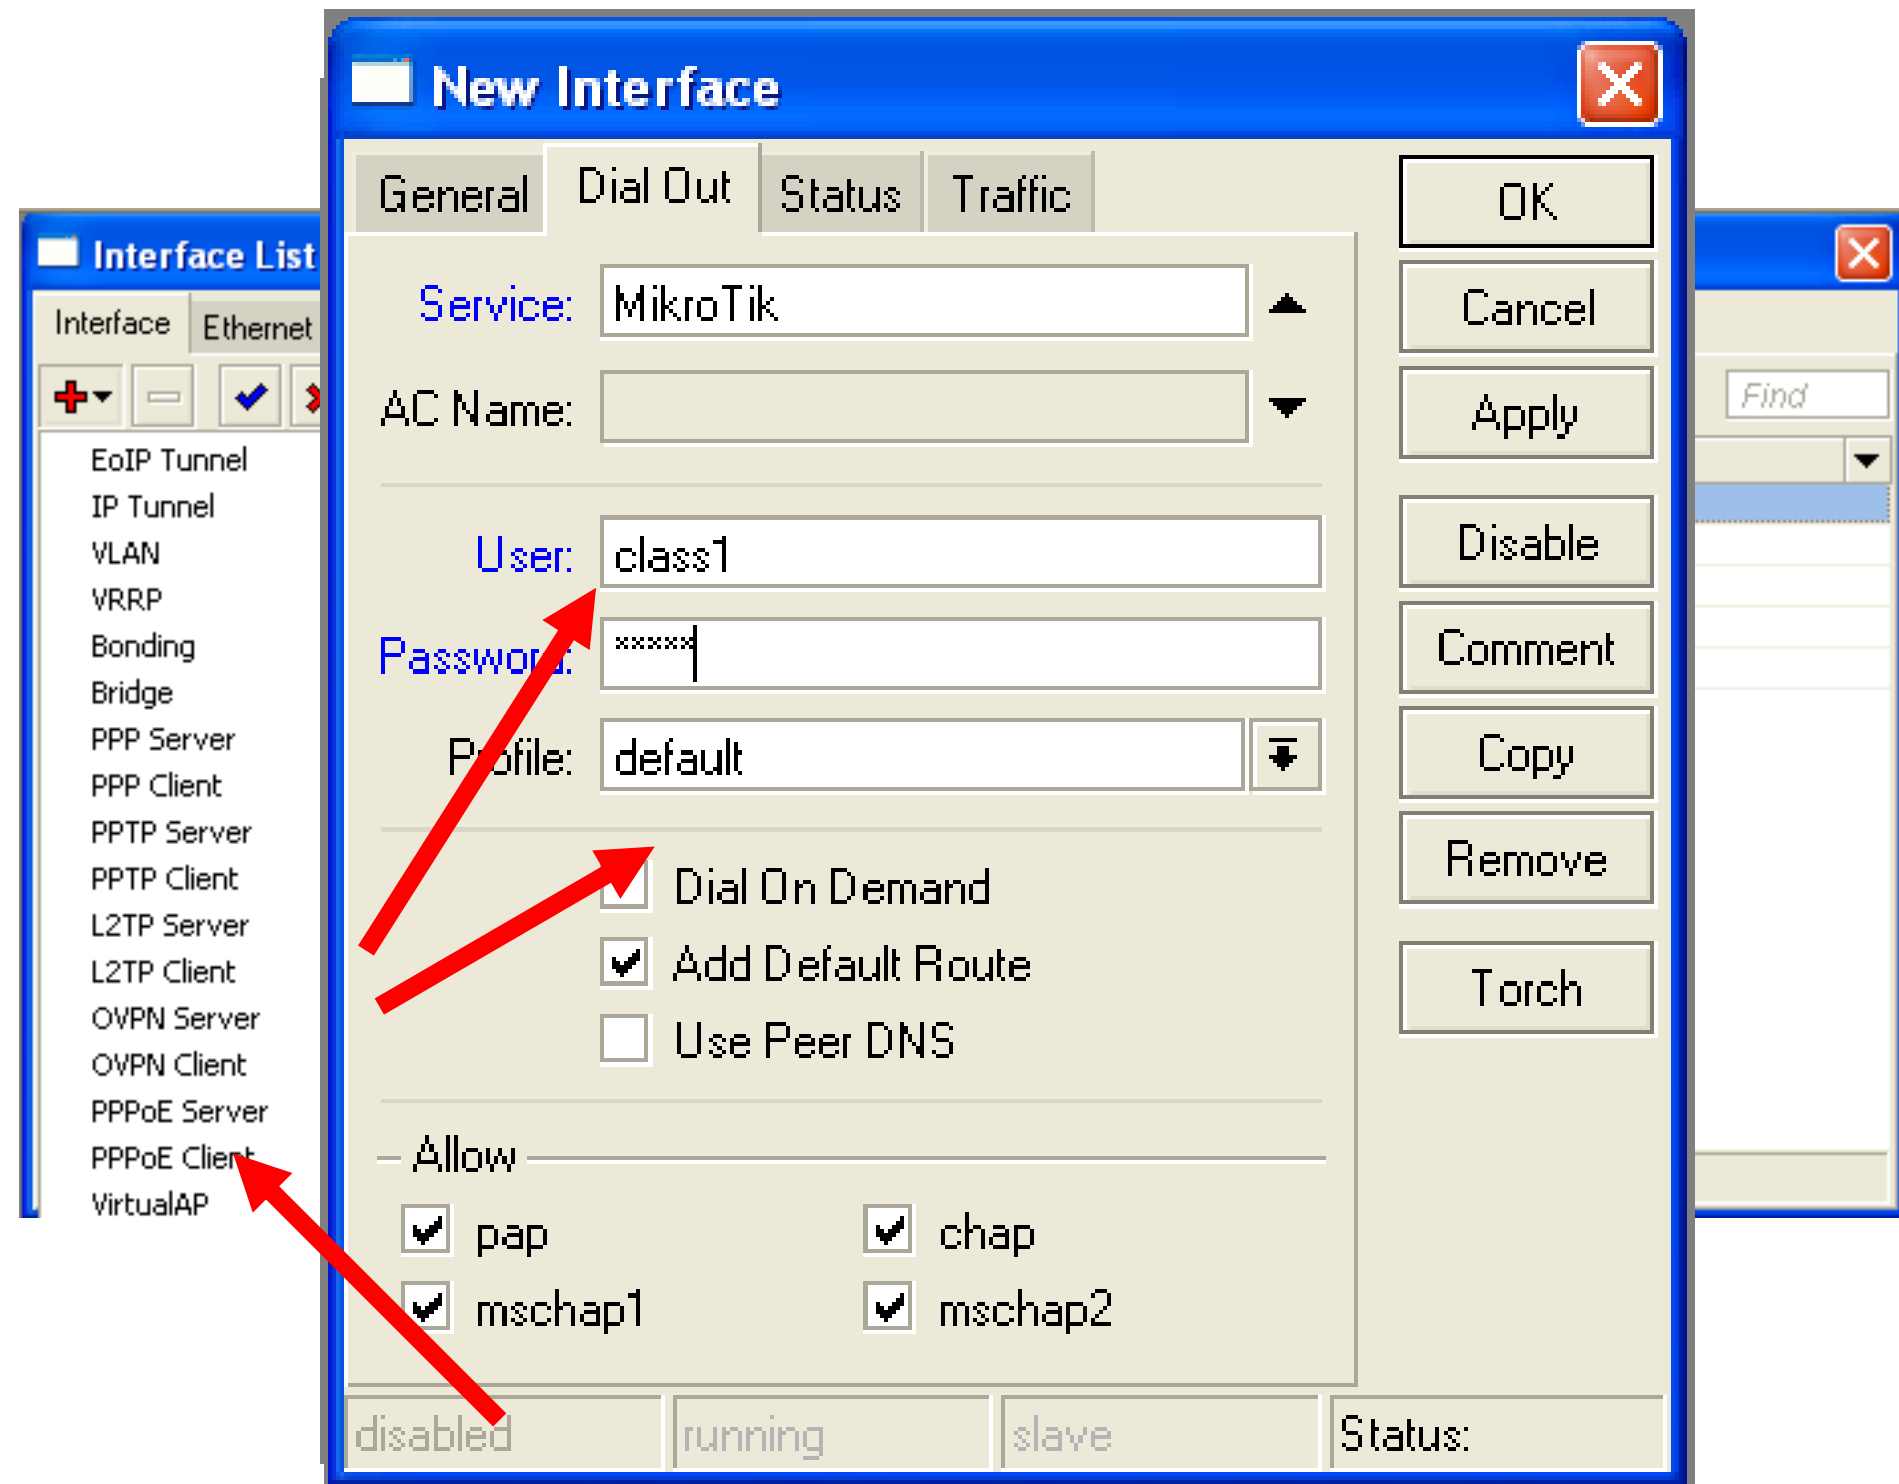 New Interface
General Dial Out Status Traffic
Service: MikroTik
AC Name:
User: class1
Password: *****
Profile: default
Dial On Demand
Add Default Route
Use Peer DNS
Allow
pap chap
mschap1 mschap2
disabled running slave Status:
OK
Cancel
Apply
Disable
Comment
Copy
Remove
Torch
Interface List
Interface Ethernet
Find
EoIP Tunnel
IP Tunnel
VLAN
VRRP
Bonding
Bridge
PPP Server
PPP Client
PPTP Server
PPTP Client
L2TP Server
L2TP Client
OVPN Server
OVPN Client
PPPoE Server
PPPoE Client
VirtualAP